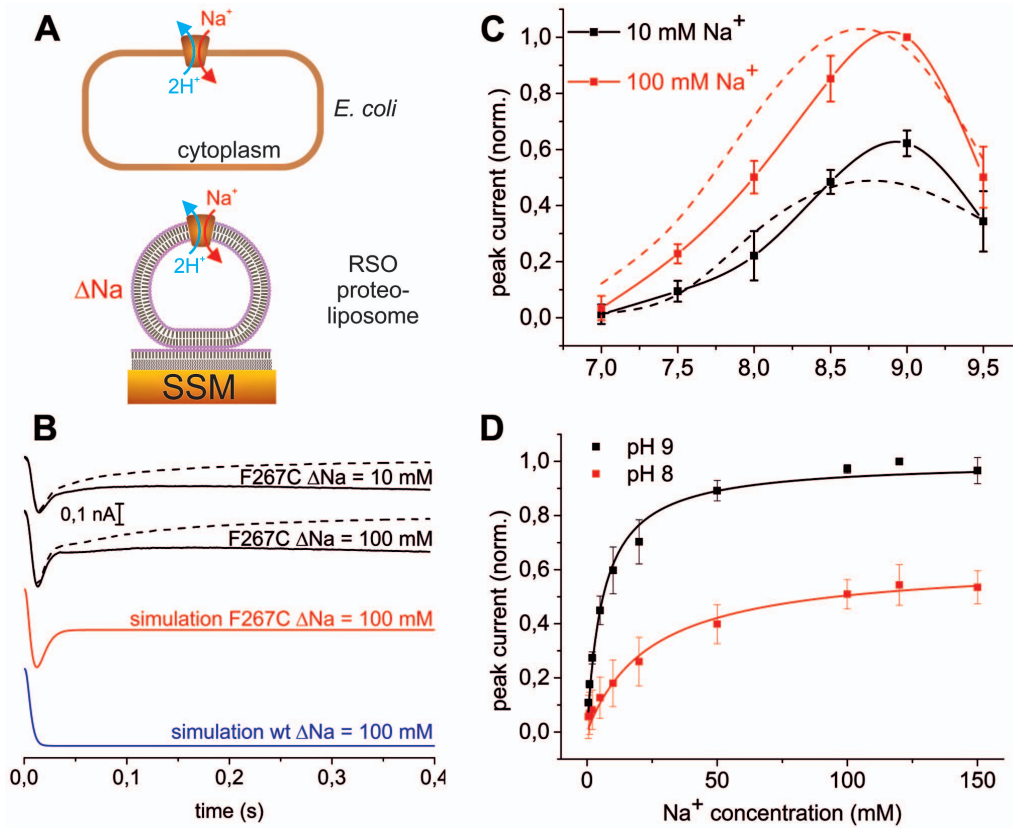 A
Na⁺
2H⁺
E. coli
cytoplasm
Na⁺
2H⁺
ΔNa
RSO
proteo-
liposome
SSM
B
F267C ΔNa = 10 mM
0,1 nA
F267C ΔNa = 100 mM
simulation F267C ΔNa = 100 mM
simulation wt ΔNa = 100 mM
0,0 0,1 0,2 0,3 0,4
time (s)
C
10 mM Na⁺
100 mM Na⁺
1,0
0,8
0,6
0,4
0,2
0,0
peak current (norm.)
7,0 7,5 8,0 8,5 9,0 9,5
D
pH 9
pH 8
1,0
0,8
0,6
0,4
0,2
0,0
peak current (norm.)
0 50 100 150
Na⁺ concentration (mM)